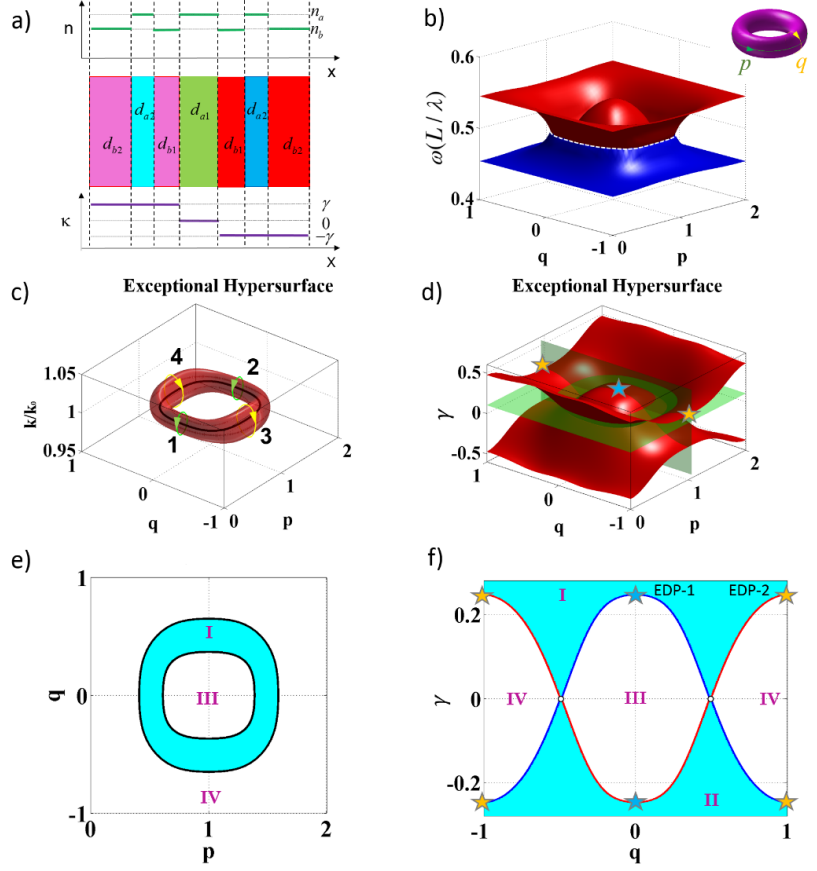 a)
n
n_a
n_b
x
d_b2
d_a2
d_b1
d_a1
d_b1
d_a2
d_b2
κ
γ
0
−γ
x
b)
p
q
ω(L / λ)
0.6
0.5
0.4
1
0
-1
q
0
1
2
p
c)
Exceptional Hypersurface
k/k₀
1.05
1
0.95
4
2
1
3
1
0
-1
q
0
1
2
p
d)
Exceptional Hypersurface
γ
0.5
0
-0.5
1
0
-1
q
0
1
2
p
e)
q
1
0
-1
I
III
IV
0
1
2
p
f)
γ
0.2
0
-0.2
I
EDP-1
EDP-2
IV
III
IV
II
-1
0
1
q